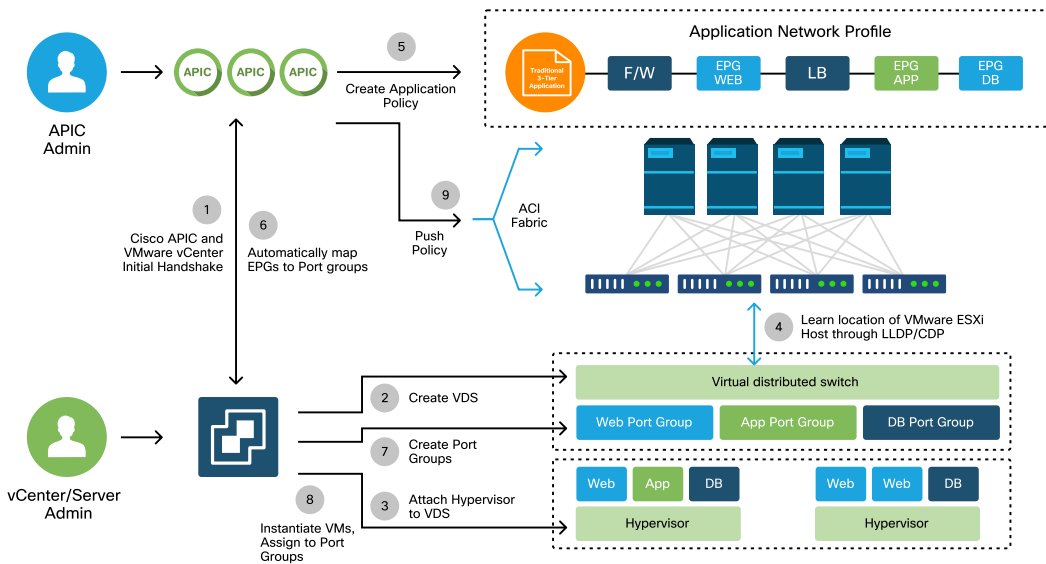 Application Network Profile
5
Create Application
Policy
APIC
APIC
APIC
Traditional
3-Tier
Application
F/W
EPG
WEB
LB
EPG
APP
EPG
DB
APIC
Admin
1
Cisco APIC and
VMware vCenter
Initial Handshake
6
Automatically map
EPGs to Port groups
9
Push
Policy
ACI
Fabric
4
Learn location of VMware ESXi
Host through LLDP/CDP
vCenter/Server
Admin
2
Create VDS
7
Create Port
Groups
8
Instantiate VMs,
Assign to Port
Groups
3
Attach Hypervisor
to VDS
Virtual distributed switch
Web Port Group
App Port Group
DB Port Group
Web
App
DB
Hypervisor
Web
Web
DB
Hypervisor